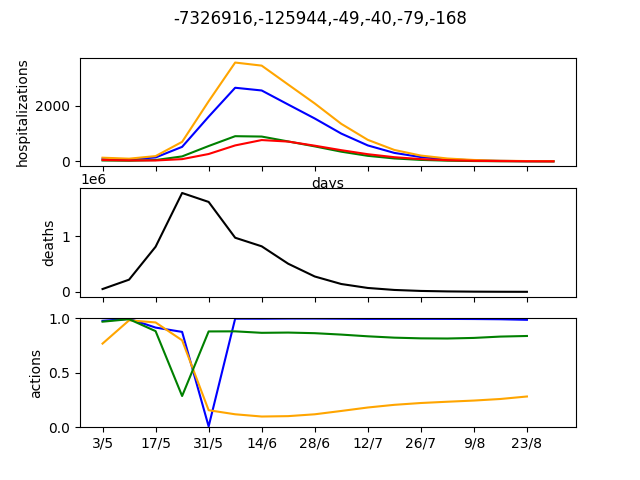 -7326916,-125944,-49,-40,-79,-168
hospitalizations
2000
0
days
1e6
deaths
1
0
actions
1.0
0.5
0.0
3/5 17/5 31/5 14/6 28/6 12/7 26/7 9/8 23/8